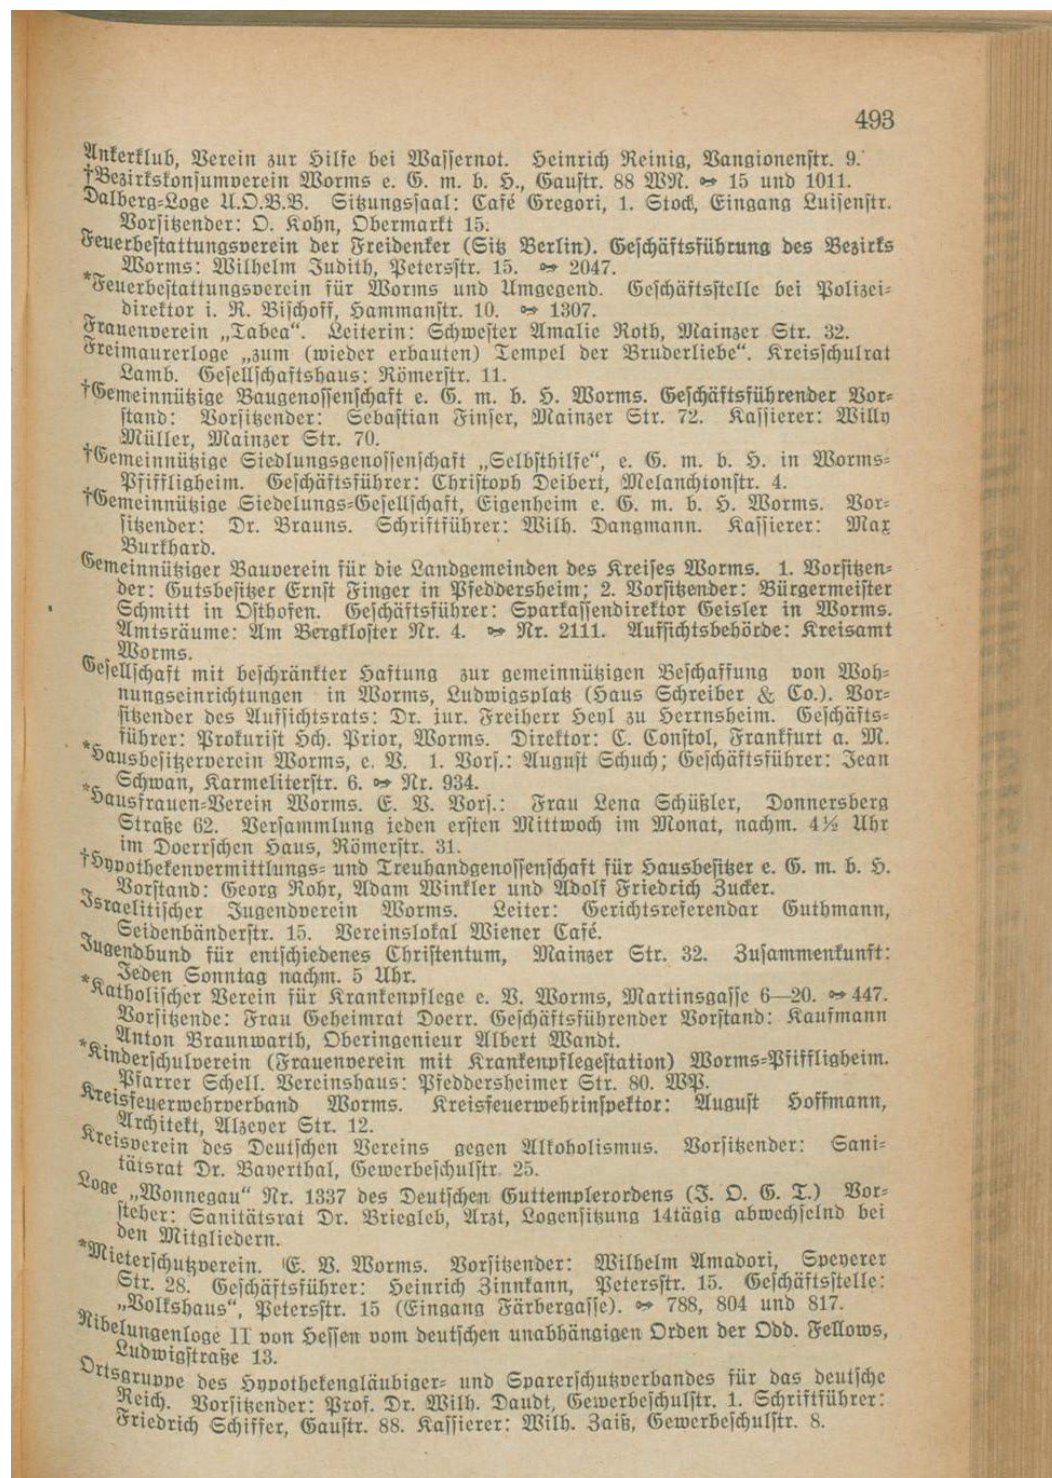 493
Ankerklub, Verein zur Hilfe bei Wassernot. Heinrich Reinig, Vangionenstr. 9.
†Bezirkskonsumverein Worms e. G. m. b. H., Gaustr. 88 WN. ⚯ 15 und 1011.
Dalberg-Loge U.O.B.B. Sitzungssaal: Café Gregori, 1. Stock, Eingang Luisenstr.
Vorsitzender: O. Kohn, Obermarkt 15.
Feuerbestattungsverein der Freidenker (Sitz Berlin). Geschäftsführung des Bezirks
Worms: Wilhelm Judith, Petersstr. 15. ⚯ 2047.
*Feuerbestattungsverein für Worms und Umgegend. Geschäftsstelle bei Polizei-
direktor i. R. Bischoff, Hammanstr. 10. ⚯ 1307.
Frauenverein „Tabea“. Leiterin: Schwester Amalie Roth, Mainzer Str. 32.
Freimaurerloge „zum (wieder erbauten) Tempel der Bruderliebe“. Kreisschulrat
Lamb. Gesellschaftshaus: Römerstr. 11.
†Gemeinnützige Baugenossenschaft e. G. m. b. H. Worms. Geschäftsführender Vor-
stand: Vorsitzender: Sebastian Finser, Mainzer Str. 72. Kassierer: Willy
Müller, Mainzer Str. 70.
†Gemeinnützige Siedlungsgenossenschaft „Selbsthilfe“, e. G. m. b. H. in Worms-
Pfiffligheim. Geschäftsführer: Christoph Deibert, Melanchtonstr. 4.
†Gemeinnützige Siedelungs-Gesellschaft, Eigenheim e. G. m. b. H. Worms. Vor-
sitzender: Dr. Brauns. Schriftführer: Wilh. Dangmann. Kassierer: Max
Burkhard.
Gemeinnütziger Bauverein für die Landgemeinden des Kreises Worms. 1. Vorsitzen-
der: Gutsbesitzer Ernst Finger in Pfeddersheim; 2. Vorsitzender: Bürgermeister
Schmitt in Osthofen. Geschäftsführer: Sparkassendirektor Geisler in Worms.
Amtsräume: Am Bergkloster Nr. 4. ⚯ Nr. 2111. Aufsichtsbehörde: Kreisamt
Worms.
Gesellschaft mit beschränkter Haftung zur gemeinnützigen Beschaffung von Woh-
nungseinrichtungen in Worms, Ludwigsplatz (Haus Schreiber & Co.). Vor-
sitzender des Aufsichtsrats: Dr. jur. Freiherr Heyl zu Herrnsheim. Geschäfts-
führer: Prokurist Hch. Prior, Worms. Direktor: C. Constol, Frankfurt a. M.
*Hausbesitzerverein Worms, e. V. 1. Vors.: August Schuch; Geschäftsführer: Jean
Schwan, Karmeliterstr. 6. ⚯ Nr. 934.
*Hausfrauen-Verein Worms. E. V. Vors.: Frau Lena Schüßler, Donnersberg
Straße 62. Versammlung jeden ersten Mittwoch im Monat, nachm. 4½ Uhr
im Doerrschen Haus, Römerstr. 31.
†Hypothekenvermittlungs- und Treuhandgenossenschaft für Hausbesitzer e. G. m. b. H.
Vorstand: Georg Rohr, Adam Winkler und Adolf Friedrich Zucker.
Israelitischer Jugendverein Worms. Leiter: Gerichtsreferendar Guthmann,
Seidenbänderstr. 15. Vereinslokal Wiener Café.
Jugendbund für entschiedenes Christentum, Mainzer Str. 32. Zusammenkunft:
Jeden Sonntag nachm. 5 Uhr.
*Katholischer Verein für Krankenpflege e. V. Worms, Martinsgasse 6—20. ⚯ 447.
Vorsitzende: Frau Geheimrat Doerr. Geschäftsführender Vorstand: Kaufmann
Anton Braunwarth, Oberingenieur Albert Wandt.
*Kinderschulverein (Frauenverein mit Krankenpflegestation) Worms-Pfiffligheim.
Pfarrer Schell. Vereinshaus: Pfeddersheimer Str. 80. WP.
Kreisfeuerwehrverband Worms. Kreisfeuerwehrinspektor: August Hoffmann,
Architekt, Alzeyer Str. 12.
Kreisverein des Deutschen Vereins gegen Alkoholismus. Vorsitzender: Sani-
tätsrat Dr. Bayerthal, Gewerbeschulstr. 25.
Loge „Wonnegau“ Nr. 1337 des Deutschen Guttemplerordens (J. O. G. T.) Vor-
steher: Sanitätsrat Dr. Briegleb, Arzt, Logensitzung 14tägig abwechselnd bei
den Mitgliedern.
*Mieterschutzverein. E. V. Worms. Vorsitzender: Wilhelm Amadori, Speyerer
Str. 28. Geschäftsführer: Heinrich Zinnkann, Petersstr. 15. Geschäftsstelle:
„Volkshaus“, Petersstr. 15 (Eingang Färbergasse). ⚯ 788, 804 und 817.
Nibelungenloge II von Hessen vom deutschen unabhängigen Orden der Odd. Fellows,
Ludwigstraße 13.
Ortsgruppe des Hypothekengläubiger- und Sparerschutzverbandes für das deutsche
Reich. Vorsitzender: Prof. Dr. Wilh. Daudt, Gewerbeschulstr. 1. Schriftführer:
Friedrich Schiffer, Gaustr. 88. Kassierer: Wilh. Zaiß, Gewerbeschulstr. 8.